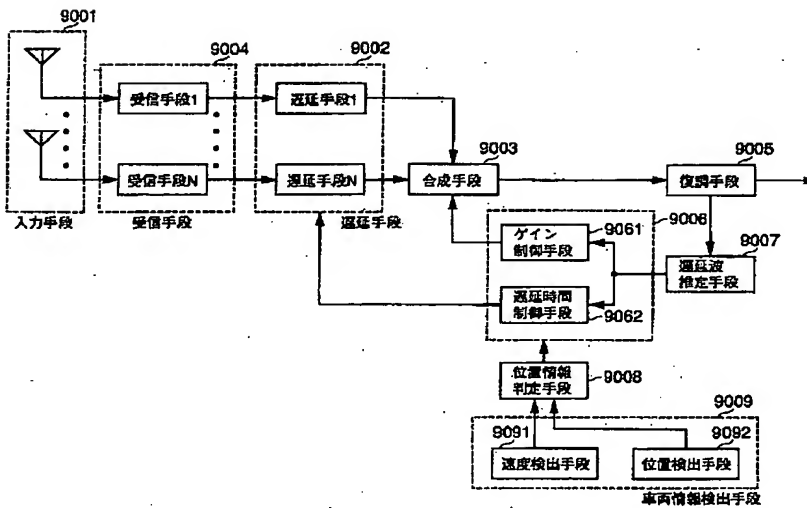 9001
9004
9002
受信手段1
遅延手段1
9003
9005
受信手段N
遅延手段N
合成手段
復調手段
入力手段
受信手段
遅延手段
9006
9061
ゲイン
制御手段
9007
遅延波
推定手段
遅延時間
制御手段
9062
位置情報
判定手段
9008
9009
9091
9092
速度検出手段
位置検出手段
車両情報検出手段